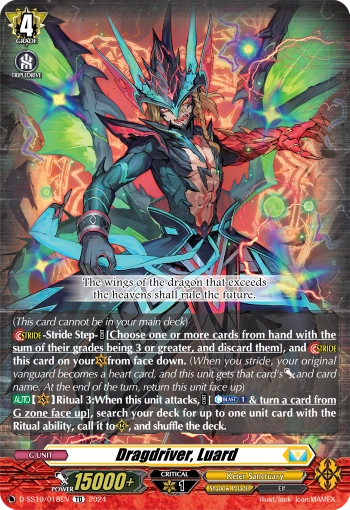 4
GRADE
TRIPLEDRIVE
The wings of the dragon that exceeds
the heavens shall rule the future.
(This card cannot be in your main deck)
STRIDE -Stride Step- [Choose one or more cards from hand with the
sum of their grades being 3 or greater, and discard them], and STRIDE
this card on your from face down. (When you stride, your original
vanguard becomes a heart card, and this unit gets that card's and card
name. At the end of the turn, return this unit face up)
AUTO Ritual 3:When this unit attacks, [-BLAST: 1 & turn a card from
G zone face up], search your deck for up to one unit card with the
Ritual ability, call it to , and shuffle the deck.
G UNIT
Dragdriver, Luard
POWER 15000+
CRITICAL
1
Keter Sanctuary
Elf
D-SS10/018EN TD 2024
illust/lack icon:MAMEX